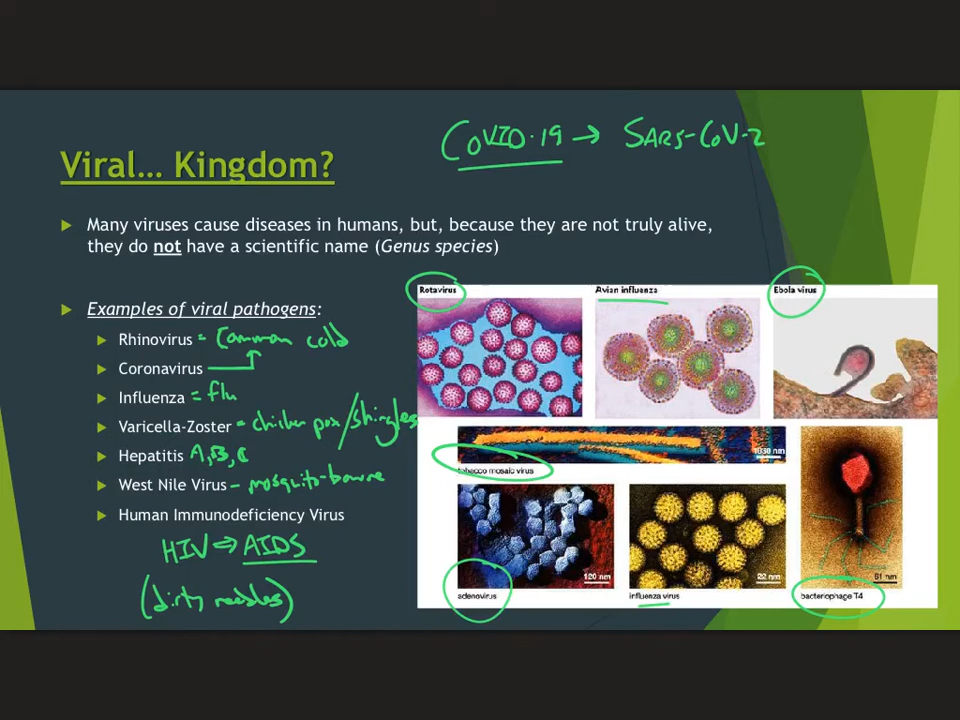 COVID-19 → SARS-COV-2
Viral... Kingdom?
Many viruses cause diseases in humans, but, because they are not truly alive,
they do not have a scientific name (Genus species)
Examples of viral pathogens:
Rhinovirus = Common cold
Coronavirus
Influenza = flu
Varicella-Zoster = chicken pox/shingles
Hepatitis A, B, C
West Nile Virus - mosquito-bourne
Human Immunodeficiency Virus
HIV ⇒ AIDS
(dirty needles)
Rotavirus
Avian influenza
Ebola virus
1030 nm
tobacco mosaic virus
120 nm
adenovirus
22 nm
influenza virus
61 nm
bacteriophage T4